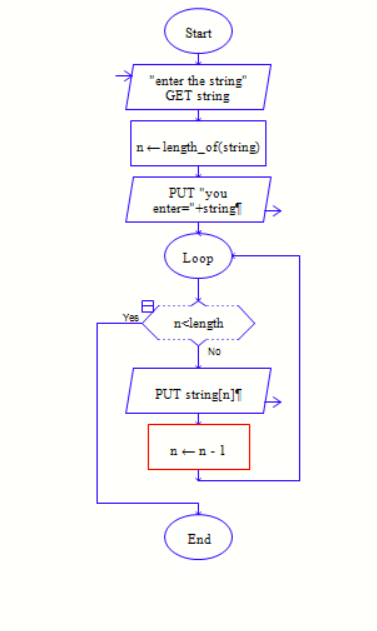 Start
"enter the string"
GET string
n ← length_of(string)
PUT "you
enter="+string¶
Loop
Yes
n<length
No
PUT string[n]¶
n ← n - 1
End